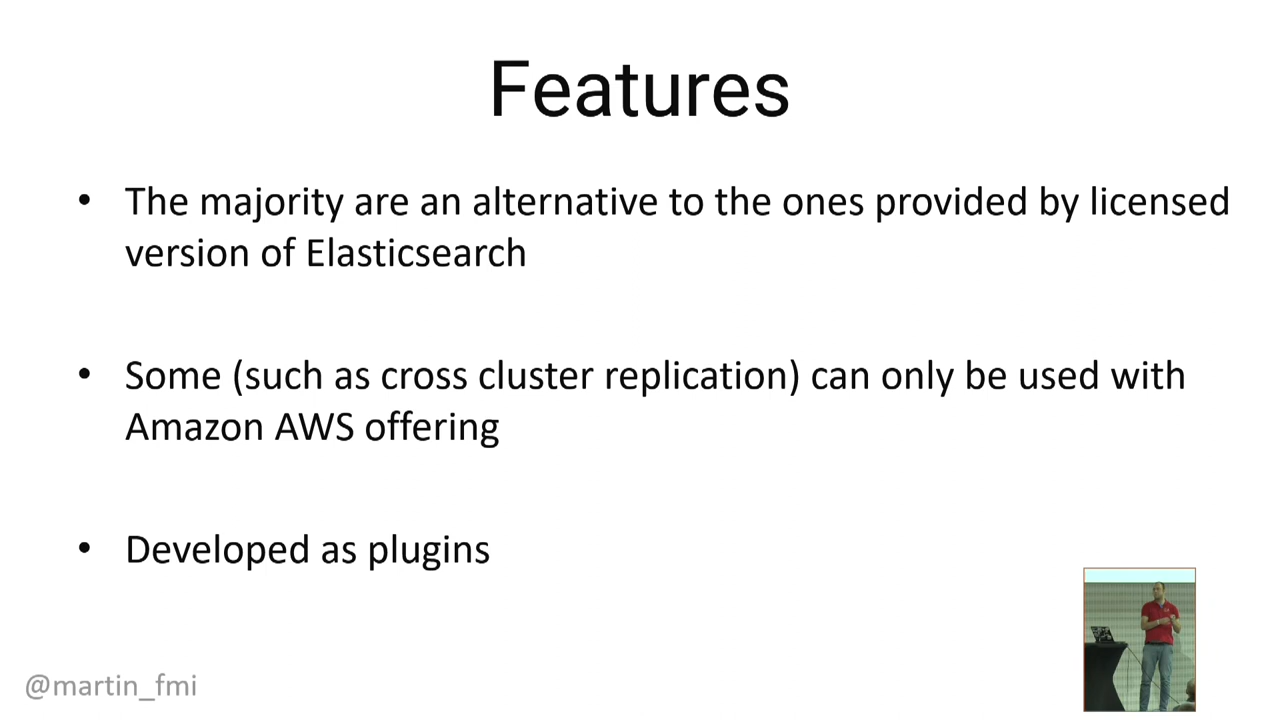 Features
• The majority are an alternative to the ones provided by licensed
version of Elasticsearch
• Some (such as cross cluster replication) can only be used with
Amazon AWS offering
• Developed as plugins
@martin_fmi